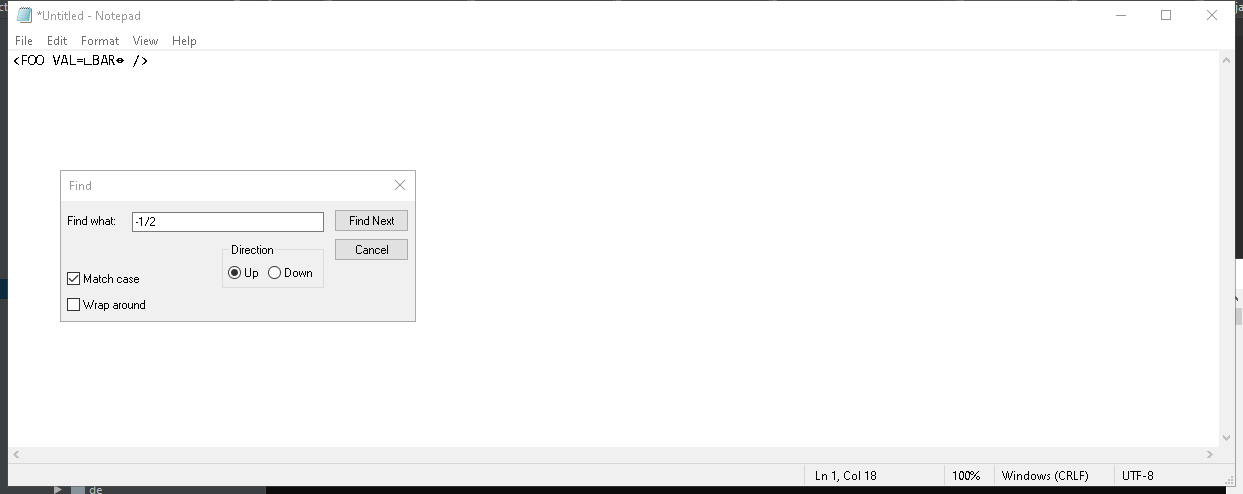 *Untitled - Notepad
File Edit Format View Help
<FOO VAL=∟BAR↔ />
Find
Find what: -1/2 Find Next
Direction Cancel
Match case Up Down
Wrap around
Ln 1, Col 18 100% Windows (CRLF) UTF-8
de